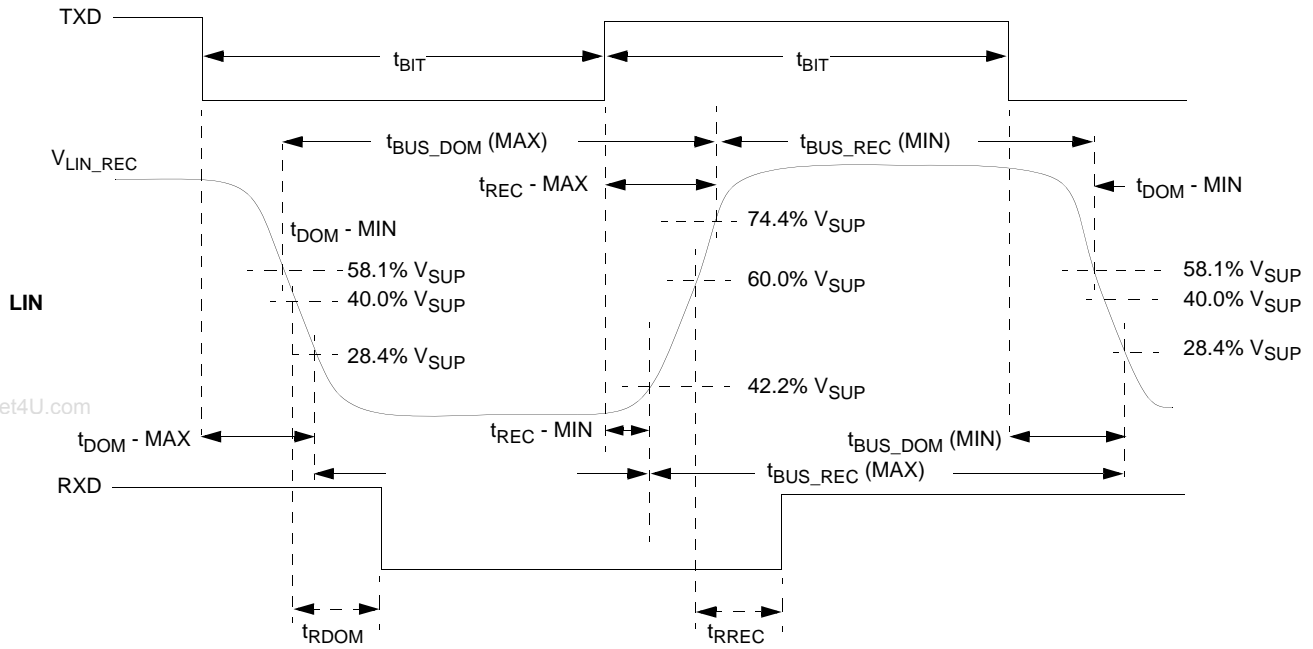 TXD
tBIT
tBIT
tBUS_DOM (MAX)
tBUS_REC (MIN)
VLIN_REC
tREC - MAX
tDOM - MIN
tDOM - MIN
74.4% VSUP
58.1% VSUP
60.0% VSUP
58.1% VSUP
LIN
40.0% VSUP
40.0% VSUP
28.4% VSUP
28.4% VSUP
42.2% VSUP
et4U.com
tDOM - MAX
tREC - MIN
tBUS_DOM (MIN)
tBUS_REC (MAX)
RXD
tRDOM
tRREC